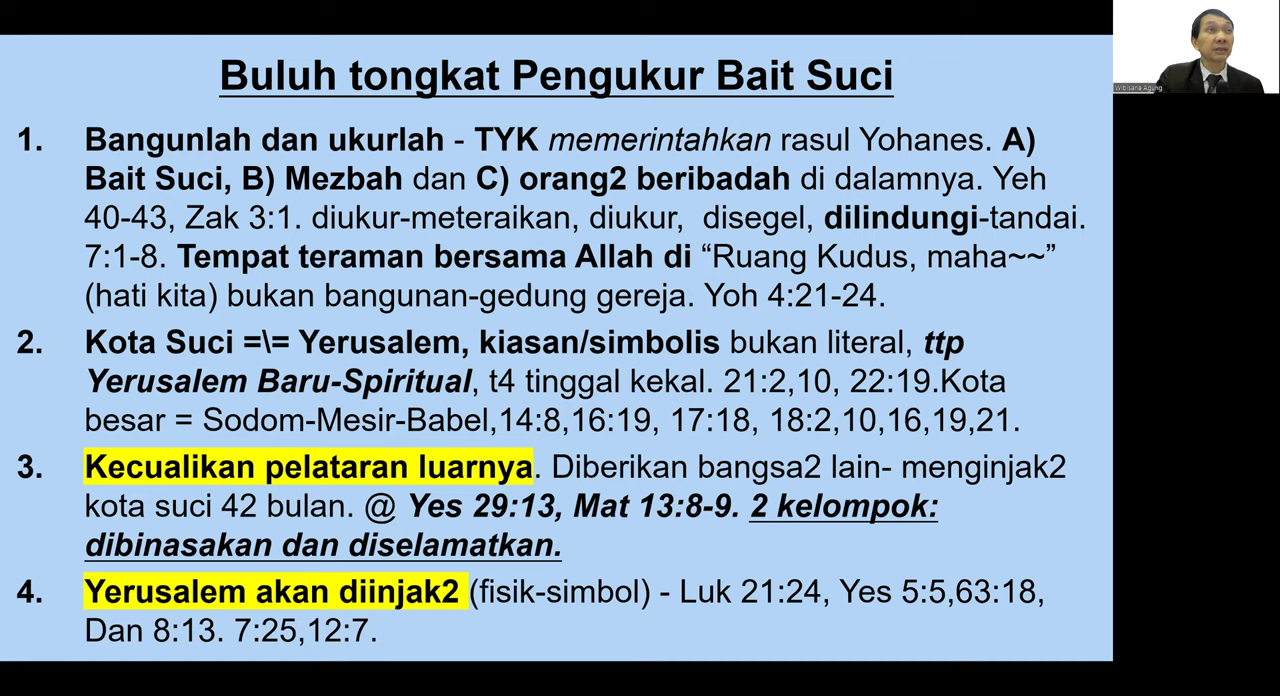 Buluh tongkat Pengukur Bait Suci
1. Bangunlah dan ukurlah - TYK memerintahkan rasul Yohanes. A)
Bait Suci, B) Mezbah dan C) orang2 beribadah di dalamnya. Yeh
40-43, Zak 3:1. diukur-meteraikan, diukur, disegel, dilindungi-tandai.
7:1-8. Tempat teraman bersama Allah di “Ruang Kudus, maha~~”
(hati kita) bukan bangunan-gedung gereja. Yoh 4:21-24.
2. Kota Suci =\= Yerusalem, kiasan/simbolis bukan literal, ttp
Yerusalem Baru-Spiritual, t4 tinggal kekal. 21:2,10, 22:19.Kota
besar = Sodom-Mesir-Babel,14:8,16:19, 17:18, 18:2,10,16,19,21.
3. Kecualikan pelataran luarnya. Diberikan bangsa2 lain- menginjak2
kota suci 42 bulan. @ Yes 29:13, Mat 13:8-9. 2 kelompok:
dibinasakan dan diselamatkan.
4. Yerusalem akan diinjak2 (fisik-simbol) - Luk 21:24, Yes 5:5,63:18,
Dan 8:13. 7:25,12:7.
Wibisana Agung